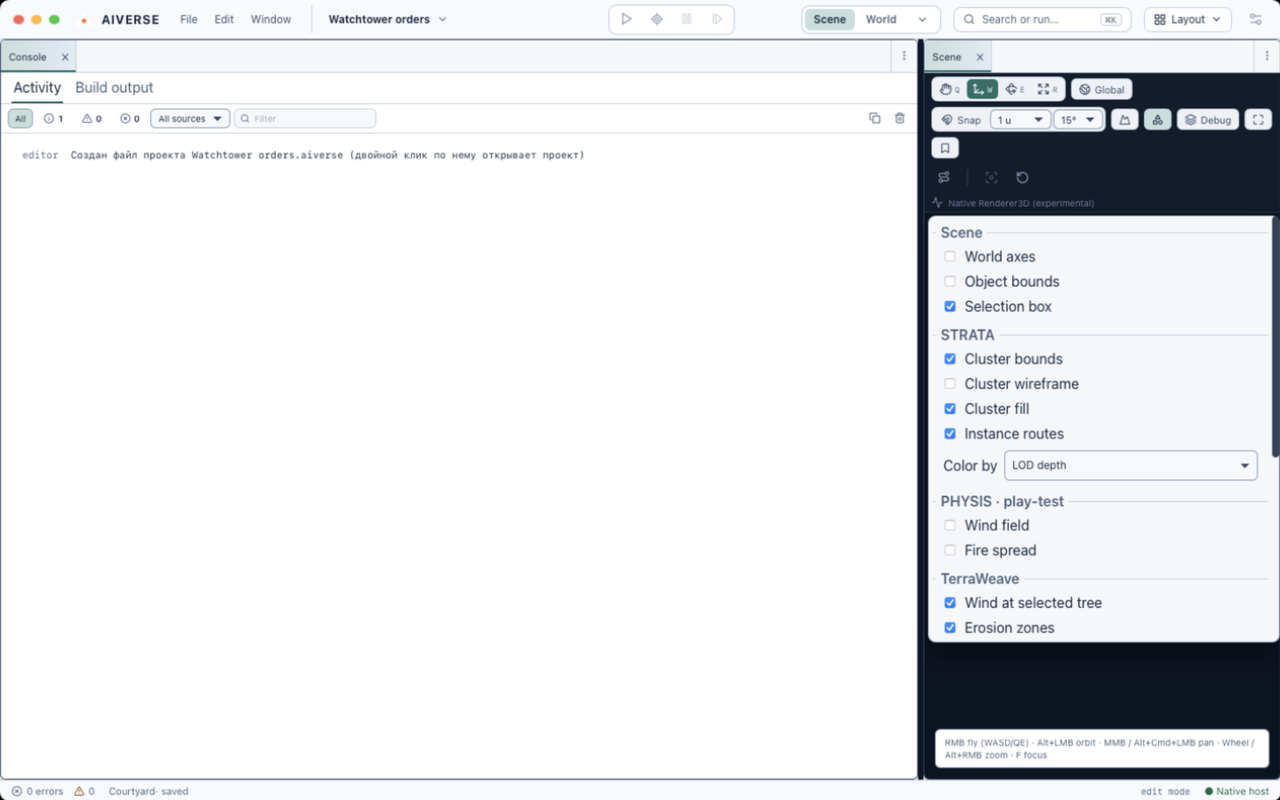 AIVERSE File Edit Window Watchtower orders Scene World Search or run... ⌘K Layout
Console
Scene
Activity Build output
Q W E R Global
All 1 0 0 All sources Filter
Snap 1 u 15° Debug
editor Создан файл проекта Watchtower orders.aiverse (двойной клик по нему открывает проект)
Native Renderer3D (experimental)
Scene
World axes
Object bounds
Selection box
STRATA
Cluster bounds
Cluster wireframe
Cluster fill
Instance routes
Color by LOD depth
PHYSIS · play-test
Wind field
Fire spread
TerraWeave
Wind at selected tree
Erosion zones
RMB fly (WASD/QE) · Alt+LMB orbit · MMB / Alt+Cmd+LMB pan · Wheel /
Alt+RMB zoom · F focus
0 errors 0 Courtyard· saved edit mode Native host